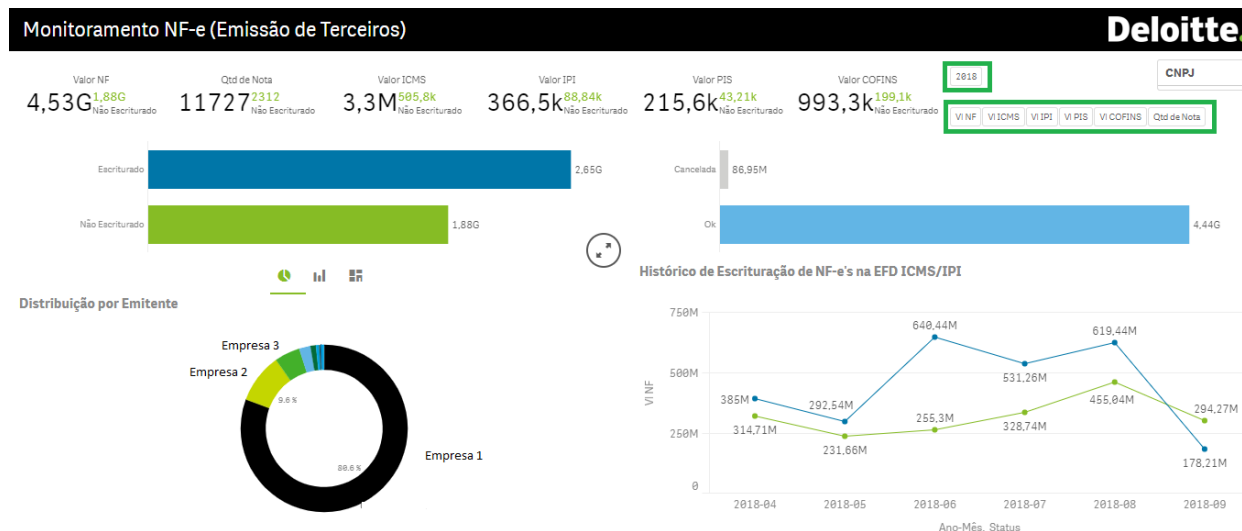 Monitoramento NF-e (Emissão de Terceiros)
Deloitte.
Valor NF
4,53G 1,88G
Não Escriturado
Qtd de Nota
11727 2312
Não Escriturado
Valor ICMS
3,3M 505,8k
Não Escriturado
Valor IPI
366,5k 88,84k
Não Escriturado
Valor PIS
215,6k 43,21k
Não Escriturado
Valor COFINS
993,3k 199,1k
Não Escriturado
2018
CNPJ
Vl NF Vl ICMS Vl IPI Vl PIS Vl COFINS Qtd de Nota
Escriturado 2,65G
Não Escriturado 1,88G
Cancelada 86,95M
Ok 4,44G
Distribuição por Emitente
Empresa 3
Empresa 2
9.6 %
Empresa 1
80.6 %
Histórico de Escrituração de NF-e's na EFD ICMS/IPI
Vl NF
750M
500M
250M
0
385M
292,54M
640,44M
531,26M
619,44M
178,21M
314,71M
231,66M
255,3M
328,74M
455,04M
294,27M
2018-04 2018-05 2018-06 2018-07 2018-08 2018-09
Ano-Mês, Status